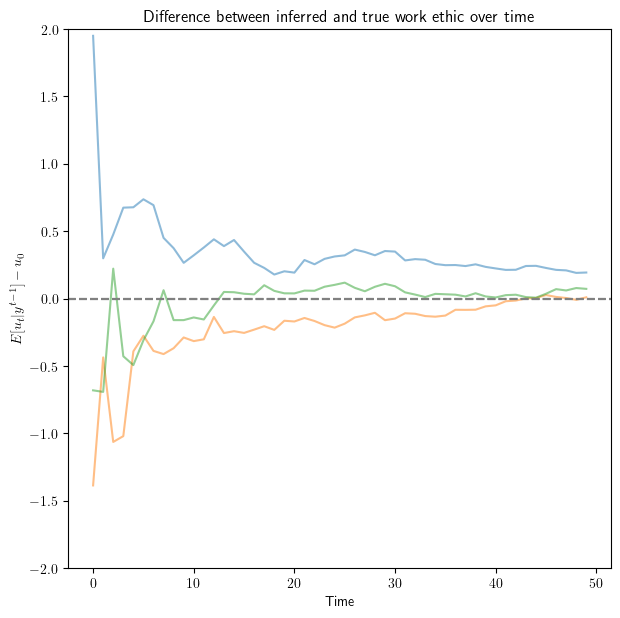 Difference between inferred and true work ethic over time
2.0
1.5
1.0
0.5
0.0
−0.5
−1.0
−1.5
−2.0
E[u_t|y^{t−1}] − u_0
0 10 20 30 40 50
Time